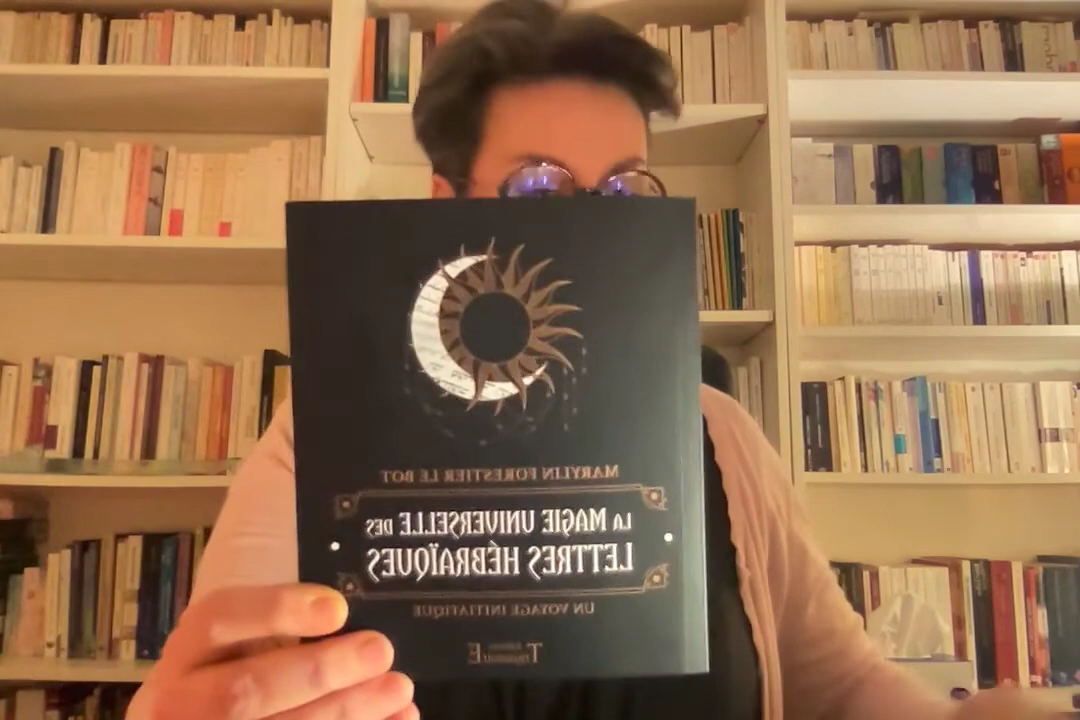 MARYLIN FORESTIER LE BOT
LA MAGIE UNIVERSELLE DES
LETTRES HÉBRAÏQUES
UN VOYAGE INITIATIQUE